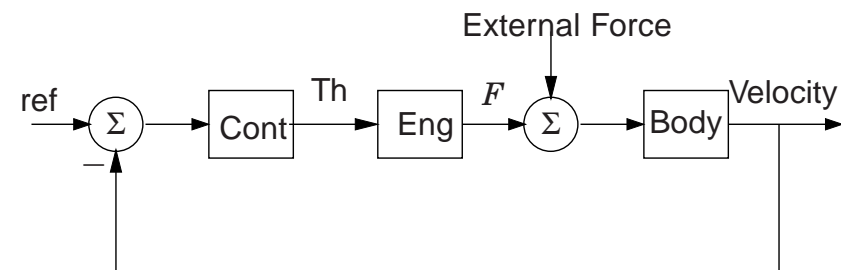 External Force
ref
Σ
Cont
Th
Eng
F
Σ
Body
Velocity
−